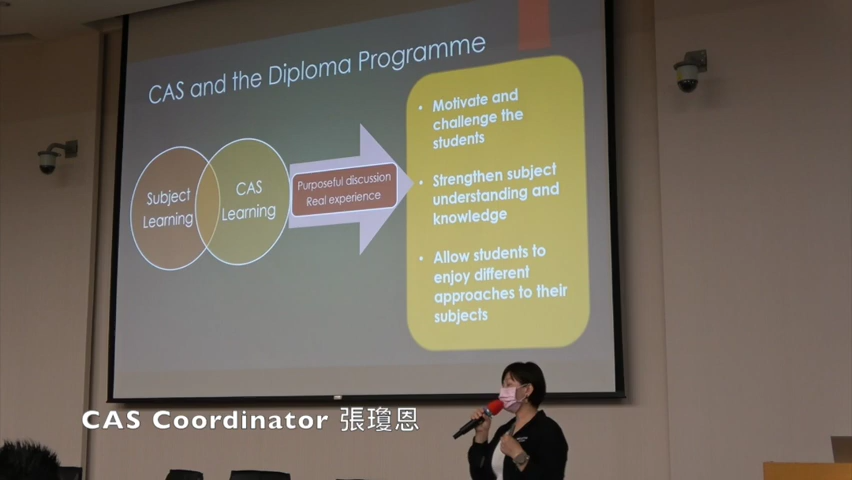 CAS and the Diploma Programme
Subject
Learning
CAS
Learning
Purposeful discussion
Real experience
• Motivate and
challenge the
students
• Strengthen subject
understanding and
knowledge
• Allow students to
enjoy different
approaches to their
subjects
CAS Coordinator 張瓊恩